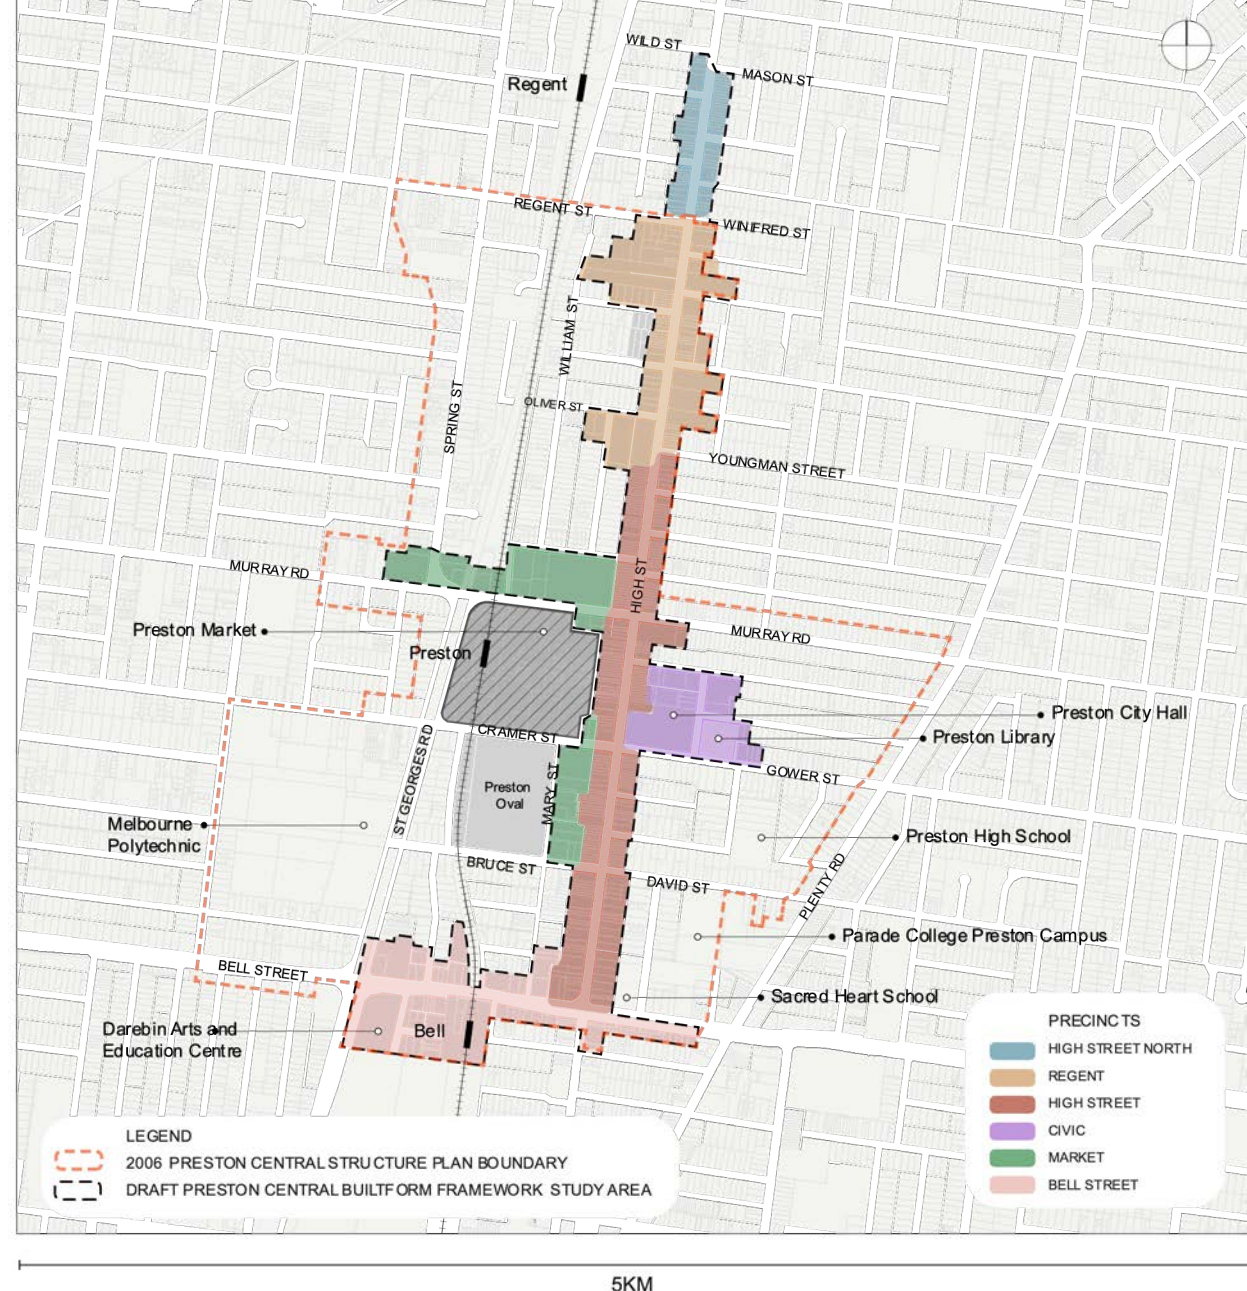 WILD ST
MASON ST
Regent
REGENT ST
WINIFRED ST
WILLIAM ST
OLIVER ST
SPRING ST
YOUNGMAN STREET
MURRAY RD
HIGH ST
Preston Market
Preston
MURRAY RD
Preston City Hall
Preston Library
CRAMER ST
GOWER ST
ST GEORGES RD
MARY ST
Preston
Oval
Melbourne
Polytechnic
Preston High School
BRUCE ST
DAVID ST
PLENTY RD
Parade College Preston Campus
BELL STREET
Sacred Heart School
Darebin Arts and
Education Centre
Bell
PRECINCTS
HIGH STREET NORTH
REGENT
HIGH STREET
CIVIC
MARKET
BELL STREET
LEGEND
2006 PRESTON CENTRAL STRUCTURE PLAN BOUNDARY
DRAFT PRESTON CENTRAL BUILTFORM FRAMEWORK STUDY AREA
5KM